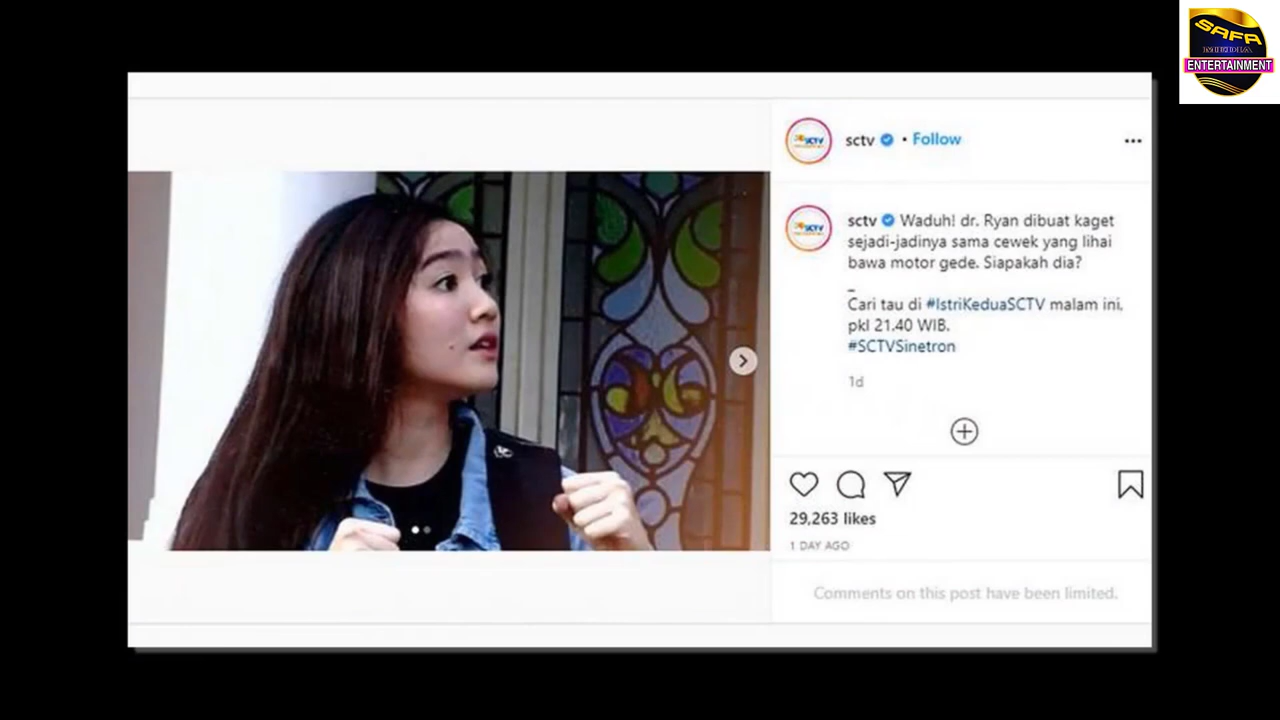 SAFA
MEDIA
ENTERTAINMENT
sctv • Follow
sctv Waduh! dr. Ryan dibuat kaget
sejadi-jadinya sama cewek yang lihai
bawa motor gede. Siapakah dia?
_
Cari tau di #IstriKeduaSCTV malam ini,
pkl 21.40 WIB.
#SCTVSinetron
1d
29,263 likes
1 DAY AGO
Comments on this post have been limited.